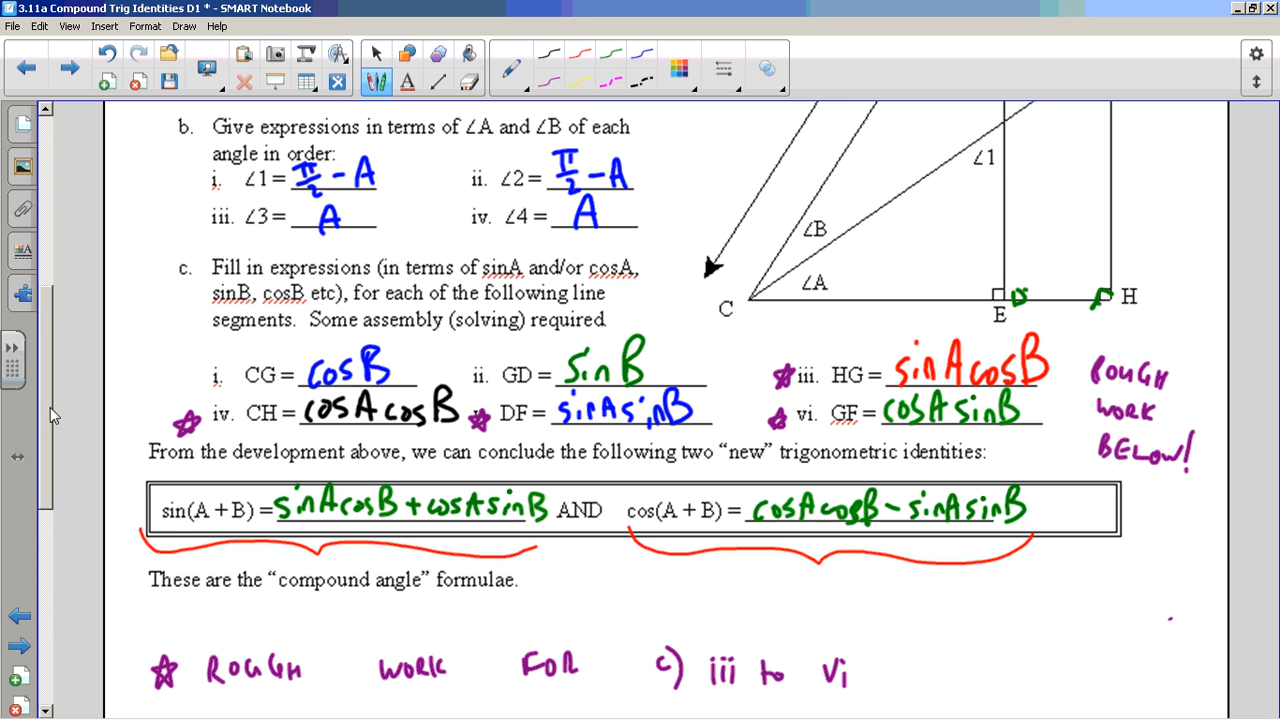 3.11a Compound Trig Identities D1 * - SMART Notebook
File Edit View Insert Format Draw Help
b. Give expressions in terms of ∠A and ∠B of each
angle in order:
i. ∠1 = π/2 - A ii. ∠2 = π/2 - A
iii. ∠3 = A iv. ∠4 = A
∠1
∠B
∠A
C E H
c. Fill in expressions (in terms of sinA and/or cosA,
sinB, cosB etc), for each of the following line
segments. Some assembly (solving) required
i. CG = cosB ii. GD = sinB iii. HG = sinAcosB
iv. CH = cosAcosB DF = sinAsinB vi. GF = cosAsinB
ROUGH
WORK
BELOW!
From the development above, we can conclude the following two “new” trigonometric identities:
sin(A + B) = sinAcosB + cosAsinB AND cos(A + B) = cosAcosB - sinAsinB
These are the “compound angle” formulae.
ROUGH WORK FOR c) iii to vi